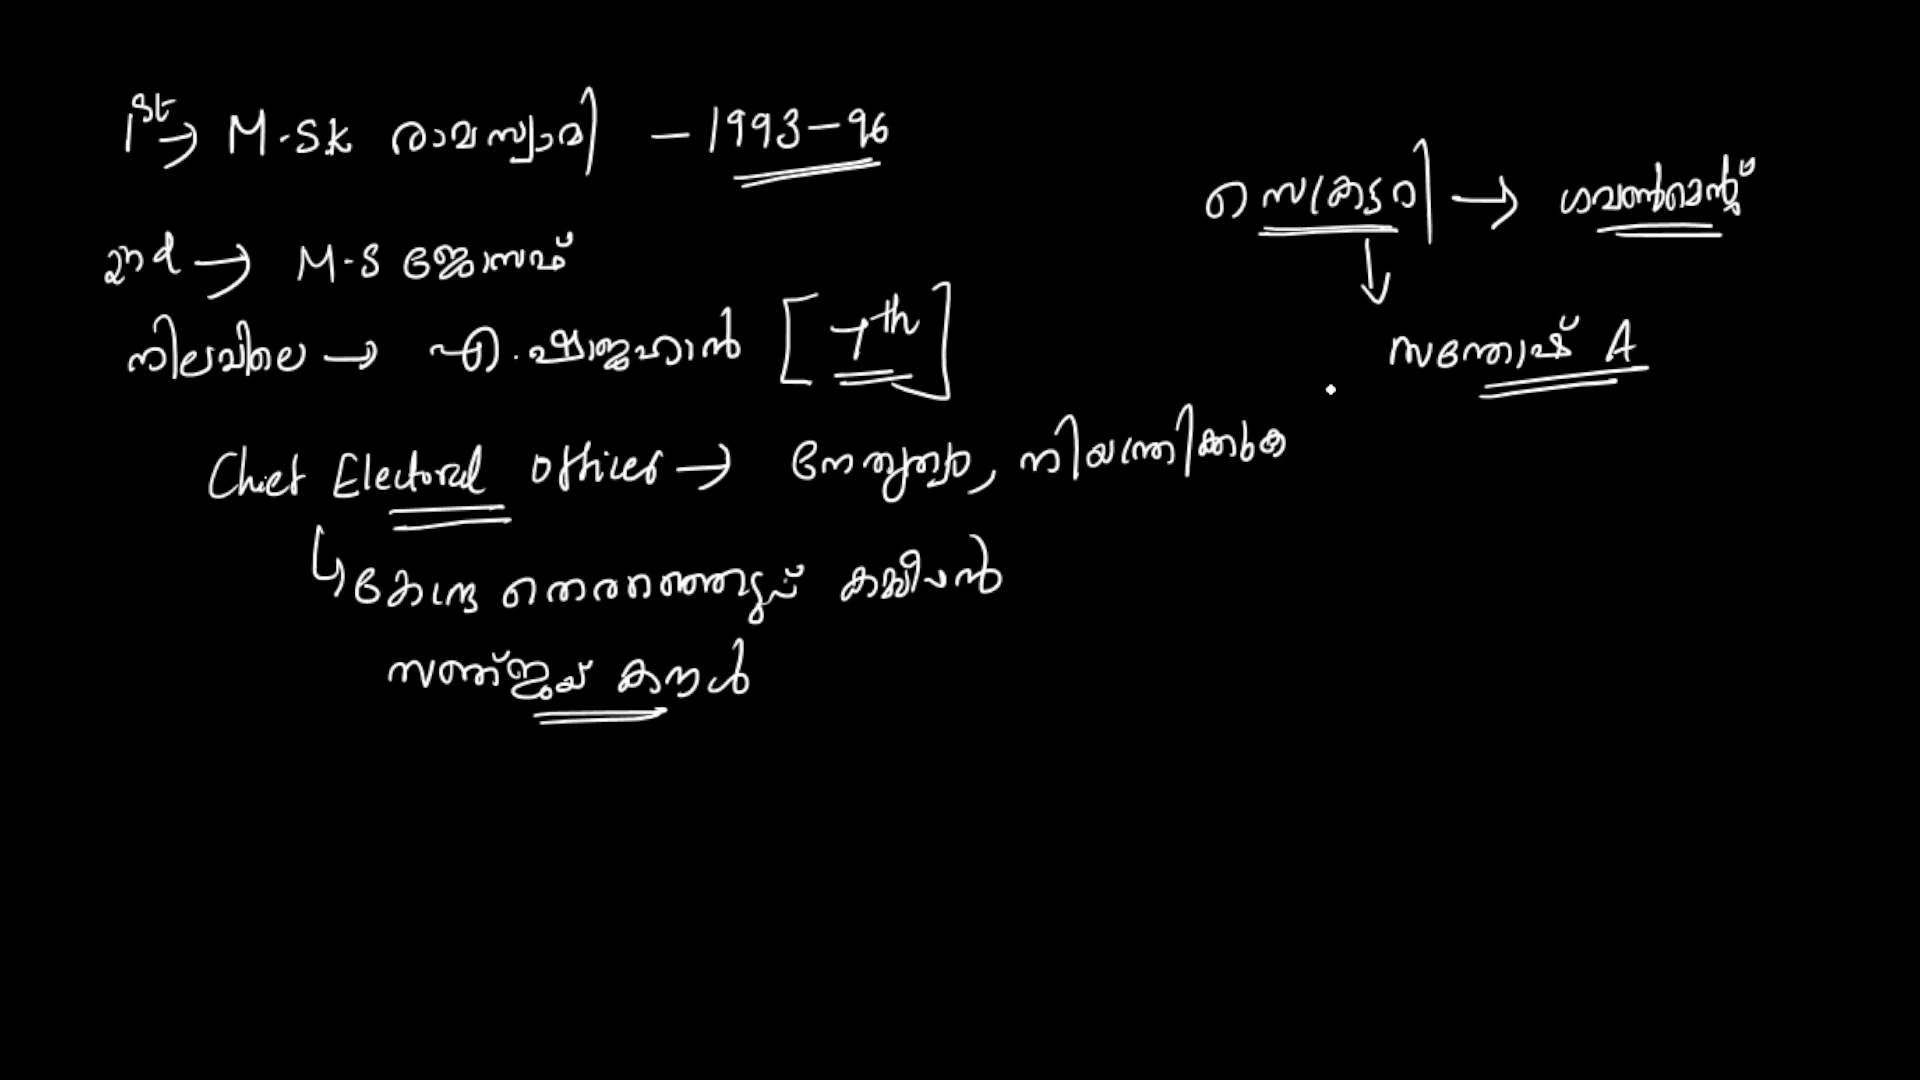 1st → M.S.K രാമസ്വാമി – 1993–96
2nd → M.S ജോസഫ്
നിലവിലെ → എ. ഷാജഹാൻ [7th]
Chief Electoral Officer → നേതൃത്വം, നിയന്ത്രിക്കുക
↳ കേന്ദ്ര തെരഞ്ഞെടുപ്പ് കമ്മീഷൻ
സഞ്ജയ് കൗൾ
സെക്രട്ടറി → ഗവൺമെന്റ്
↓
സന്തോഷ് A